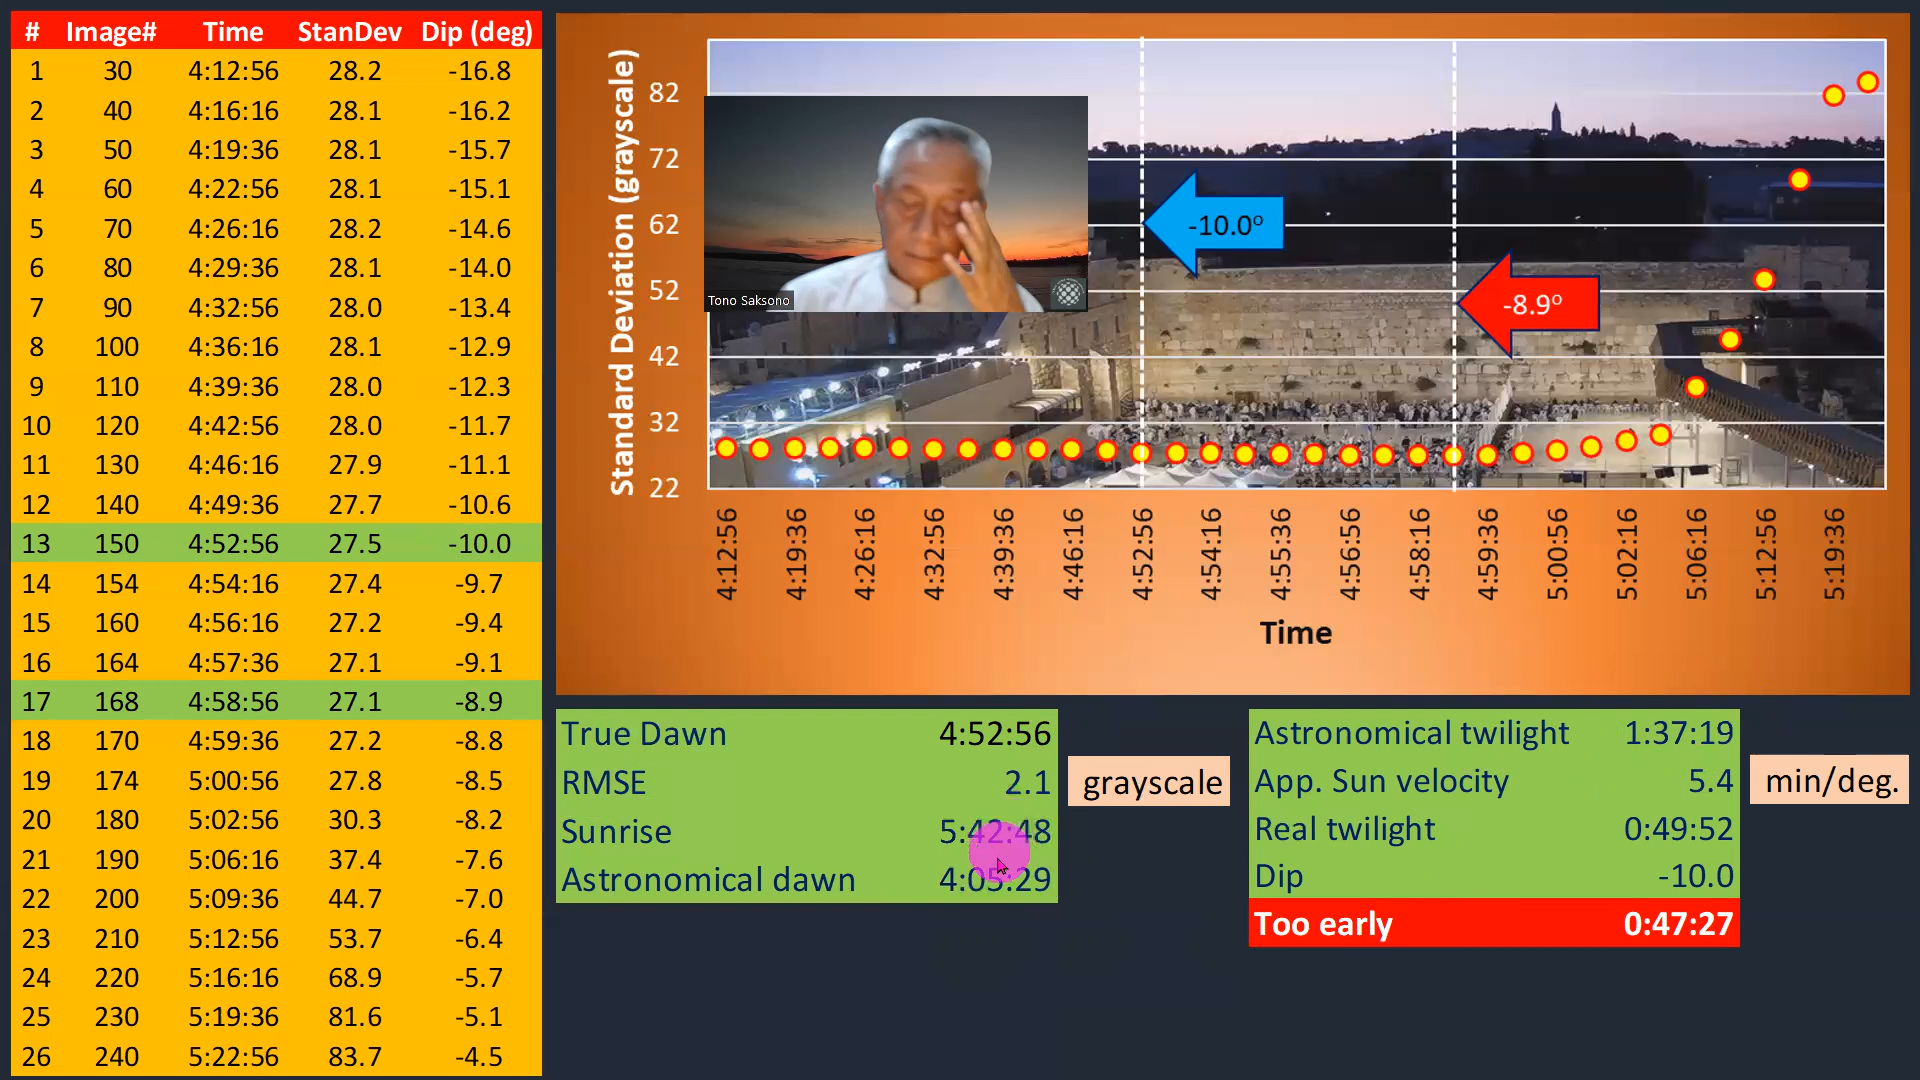 # Image# Time StanDev Dip (deg)
1 30 4:12:56 28.2 -16.8
2 40 4:16:16 28.1 -16.2
3 50 4:19:36 28.1 -15.7
4 60 4:22:56 28.1 -15.1
5 70 4:26:16 28.2 -14.6
6 80 4:29:36 28.1 -14.0
7 90 4:32:56 28.0 -13.4
8 100 4:36:16 28.1 -12.9
9 110 4:39:36 28.0 -12.3
10 120 4:42:56 28.0 -11.7
11 130 4:46:16 27.9 -11.1
12 140 4:49:36 27.7 -10.6
13 150 4:52:56 27.5 -10.0
14 154 4:54:16 27.4 -9.7
15 160 4:56:16 27.2 -9.4
16 164 4:57:36 27.1 -9.1
17 168 4:58:56 27.1 -8.9
18 170 4:59:36 27.2 -8.8
19 174 5:00:56 27.8 -8.5
20 180 5:02:56 30.3 -8.2
21 190 5:06:16 37.4 -7.6
22 200 5:09:36 44.7 -7.0
23 210 5:12:56 53.7 -6.4
24 220 5:16:16 68.9 -5.7
25 230 5:19:36 81.6 -5.1
26 240 5:22:56 83.7 -4.5
Standard Deviation (grayscale)
82
72
62
52
42
32
22
Tono Saksono
-10.0º
-8.9º
4:12:56
4:19:36
4:26:16
4:32:56
4:39:36
4:46:16
4:52:56
4:54:16
4:55:36
4:56:56
4:58:16
4:59:36
5:00:56
5:02:16
5:06:16
5:12:56
5:19:36
Time
True Dawn 4:52:56
RMSE 2.1
grayscale
Sunrise 5:42:48
Astronomical dawn 4:05:29
Astronomical twilight 1:37:19
App. Sun velocity 5.4
min/deg.
Real twilight 0:49:52
Dip -10.0
Too early 0:47:27